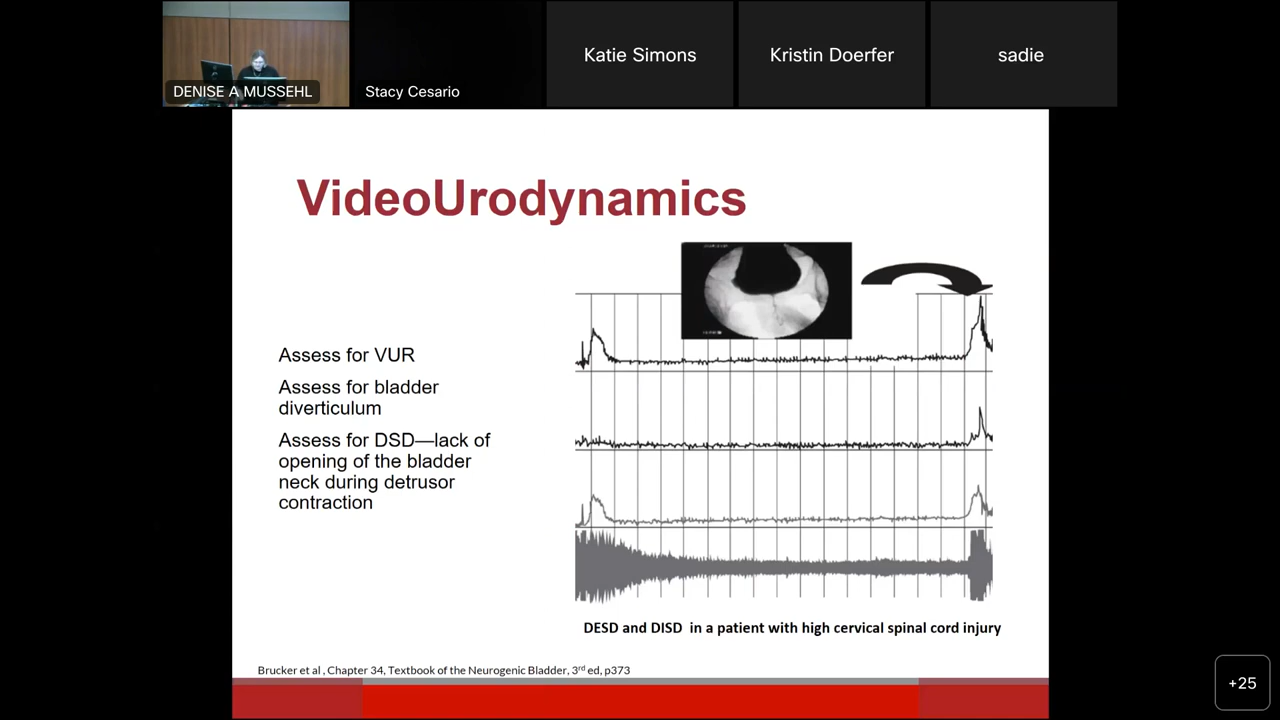 DENISE A MUSSEHL
Stacy Cesario
Katie Simons
Kristin Doerfer
sadie
VideoUrodynamics
Assess for VUR
Assess for bladder
diverticulum
Assess for DSD—lack of
opening of the bladder
neck during detrusor
contraction
DESD and DISD in a patient with high cervical spinal cord injury
Brucker et al , Chapter 34, Textbook of the Neurogenic Bladder, 3rd ed, p373
+25